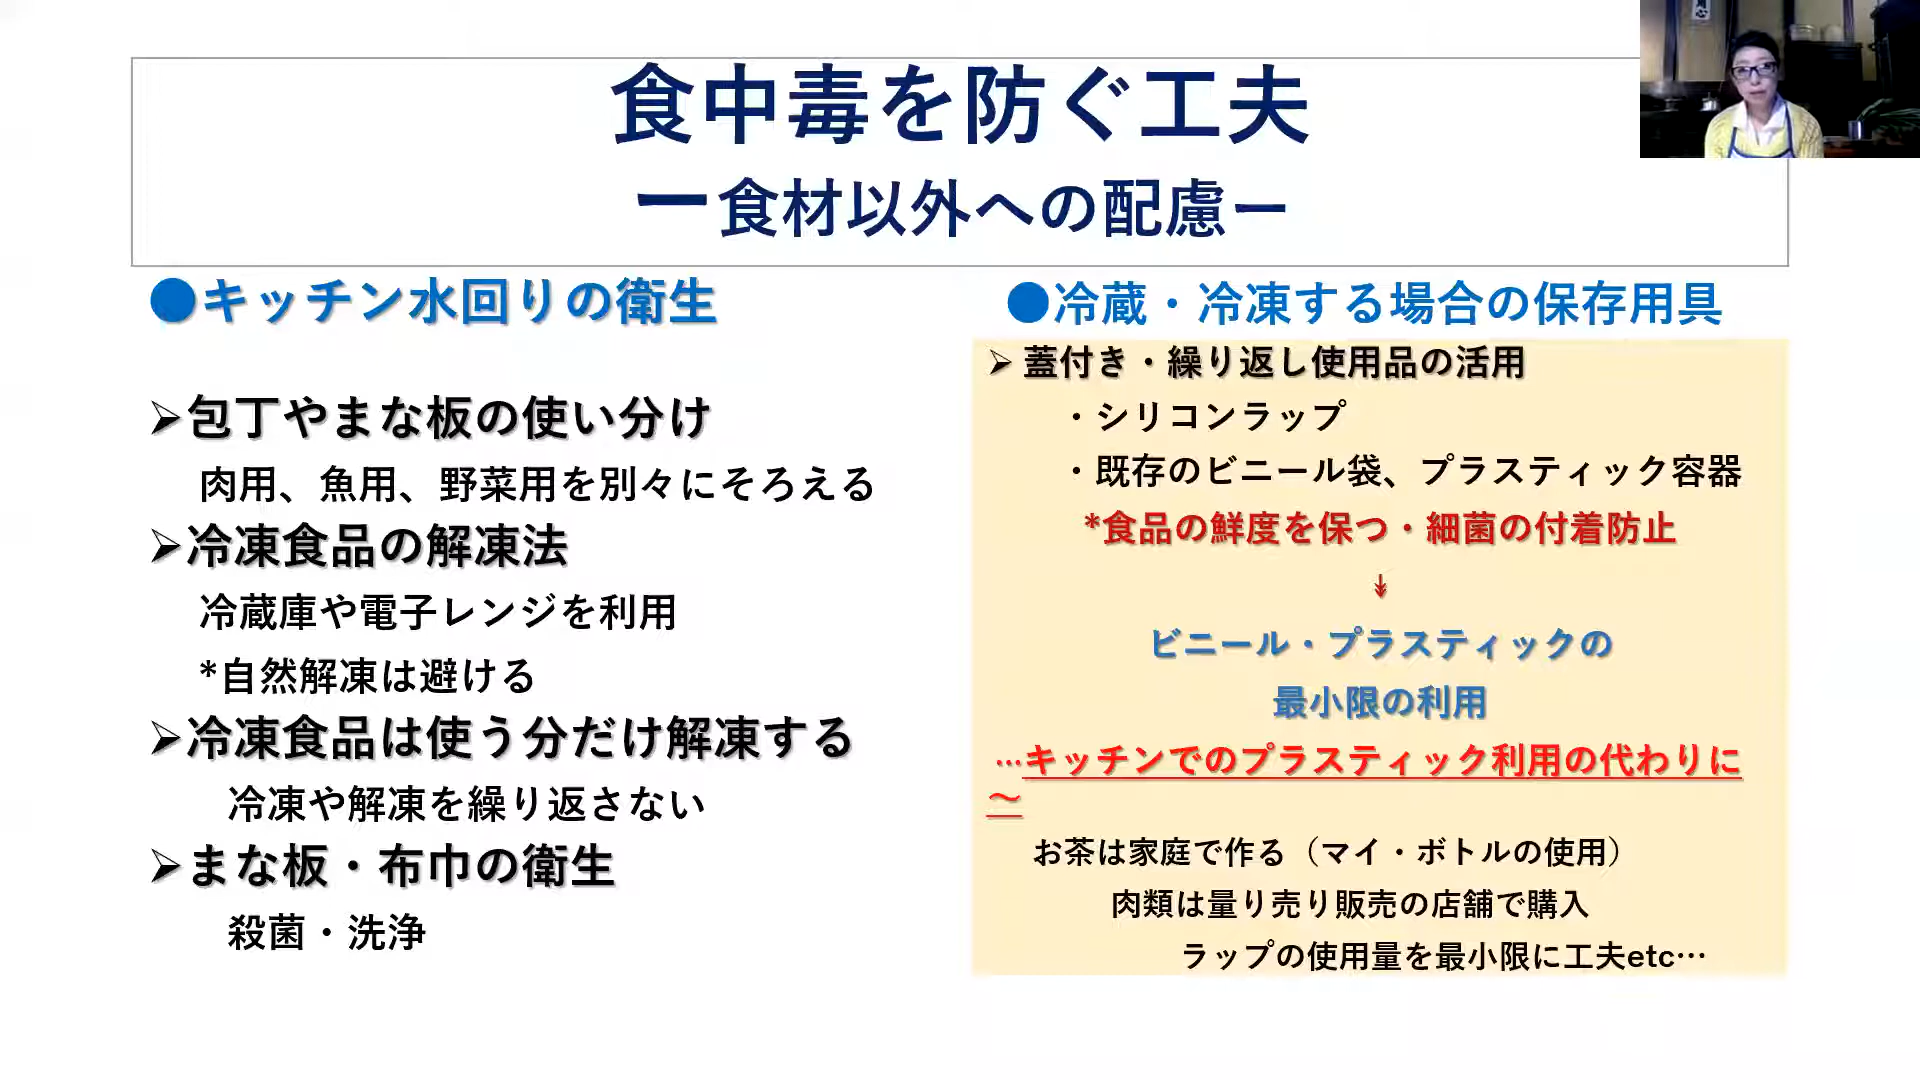 食中毒を防ぐ工夫
ー食材以外への配慮ー
●キッチン水回りの衛生
➢包丁やまな板の使い分け
肉用、魚用、野菜用を別々にそろえる
➢冷凍食品の解凍法
冷蔵庫や電子レンジを利用
*自然解凍は避ける
➢冷凍食品は使う分だけ解凍する
冷凍や解凍を繰り返さない
➢まな板・布巾の衛生
殺菌・洗浄
●冷蔵・冷凍する場合の保存用具
➢蓋付き・繰り返し使用品の活用
・シリコンラップ
・既存のビニール袋、プラスティック容器
*食品の鮮度を保つ・細菌の付着防止
↡
ビニール・プラスティックの
最小限の利用
…キッチンでのプラスティック利用の代わりに
～
お茶は家庭で作る（マイ・ボトルの使用）
肉類は量り売り販売の店舗で購入
ラップの使用量を最小限に工夫etc…